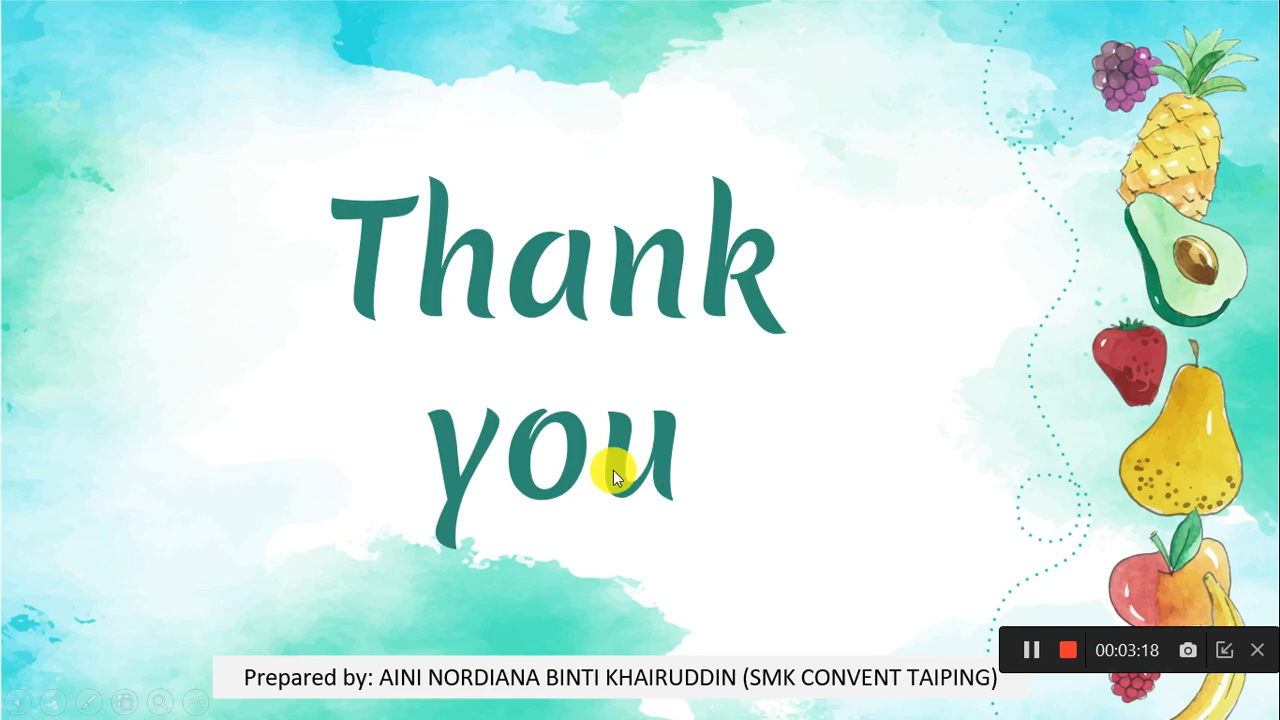 Thank
you
00:03:18
Prepared by: AINI NORDIANA BINTI KHAIRUDDIN (SMK CONVENT TAIPING)